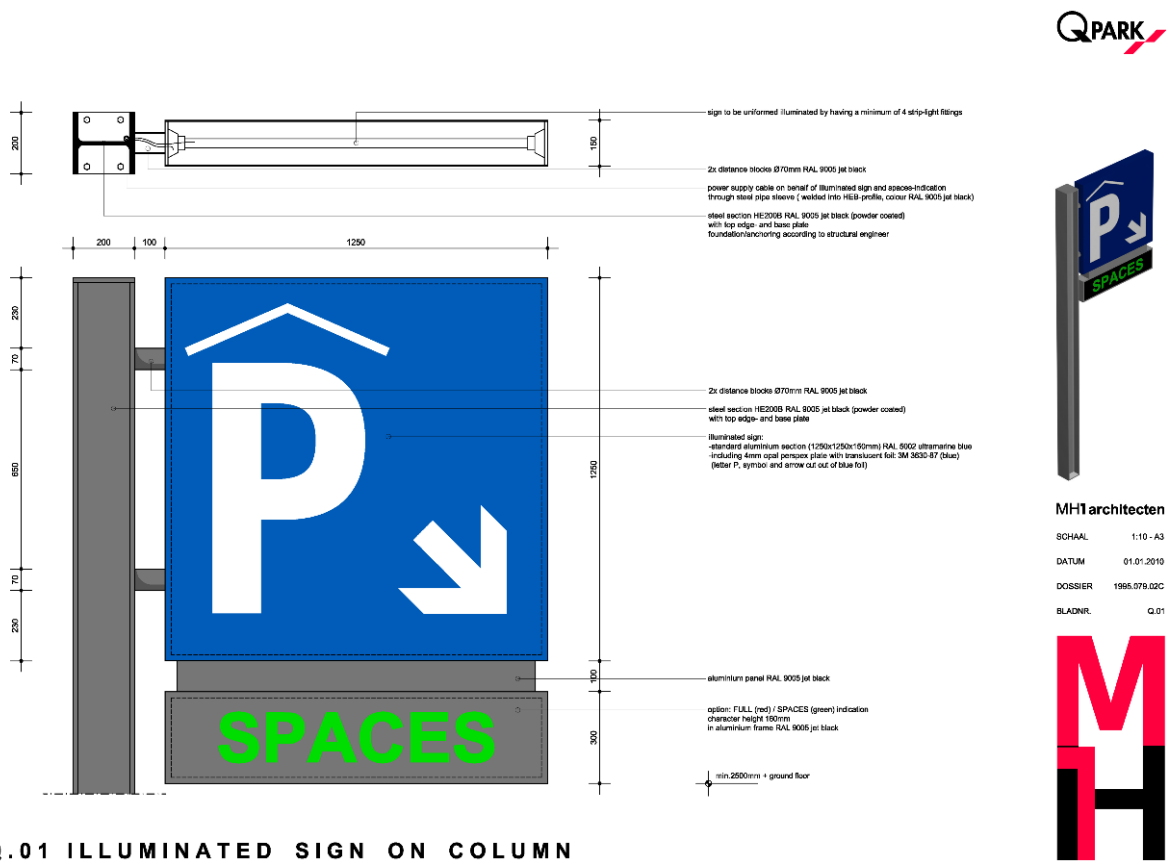 QPARK
sign to be uniformed illuminated by having a minimum of 4 strip-light fittings
200
150
2x distance blocks Ø70mm RAL 9005 jet black
power supply cable on behalf of illuminated sign and spaces-indication
through steel pipe sleeve ( welded into HEB-profile, colour RAL 9005 jet black)
steel section HE200B RAL 9005 jet black (powder coated)
with top edge- and base plate
foundation/anchoring according to structural engineer
200
100
1250
P
SPACES
230
70
650
70
230
P
1250
2x distance blocks Ø70mm RAL 9005 jet black
steel section HE200B RAL 9005 jet black (powder coated)
with top edge- and base plate
illuminated sign:
-standard aluminium section (1250x1250x150mm) RAL 5002 ultramarine blue
-including 4mm opal perspex plate with translucent foil: 3M 3630-87 (blue)
(letter P, symbol and arrow cut out of blue foil)
MH1 architecten
SCHAAL 1:10 - A3
DATUM 01.01.2010
DOSSIER 1995.079.02C
BLADNR. Q.01
100
aluminium panel RAL 9005 jet black
SPACES
300
option: FULL (red) / SPACES (green) indication
character height 160mm
in aluminium frame RAL 9005 jet black
min.2500mm + ground floor
MH
Q.01 ILLUMINATED SIGN ON COLUMN